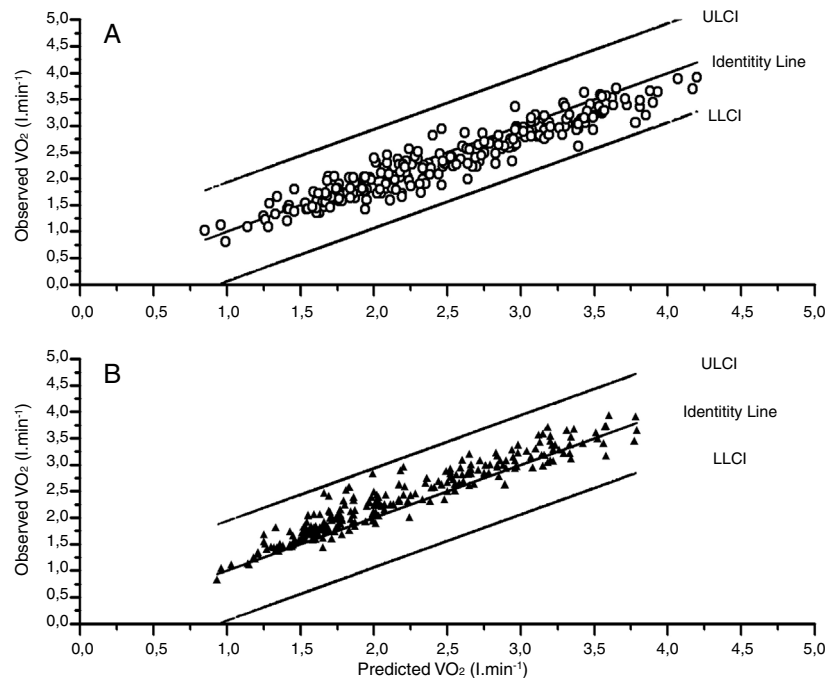 A
ULCI
Identitity Line
LLCI
Observed VO₂ (l.min⁻¹)
5,0
4,5
4,0
3,5
3,0
2,5
2,0
1,5
1,0
0,5
0,0
0,0 0,5 1,0 1,5 2,0 2,5 3,0 3,5 4,0 4,5 5,0
B
ULCI
Identitity Line
LLCI
Observed VO₂ (l.min⁻¹)
5,0
4,5
4,0
3,5
3,0
2,5
2,0
1,5
1,0
0,5
0,0
0,0 0,5 1,0 1,5 2,0 2,5 3,0 3,5 4,0 4,5 5,0
Predicted VO₂ (l.min⁻¹)